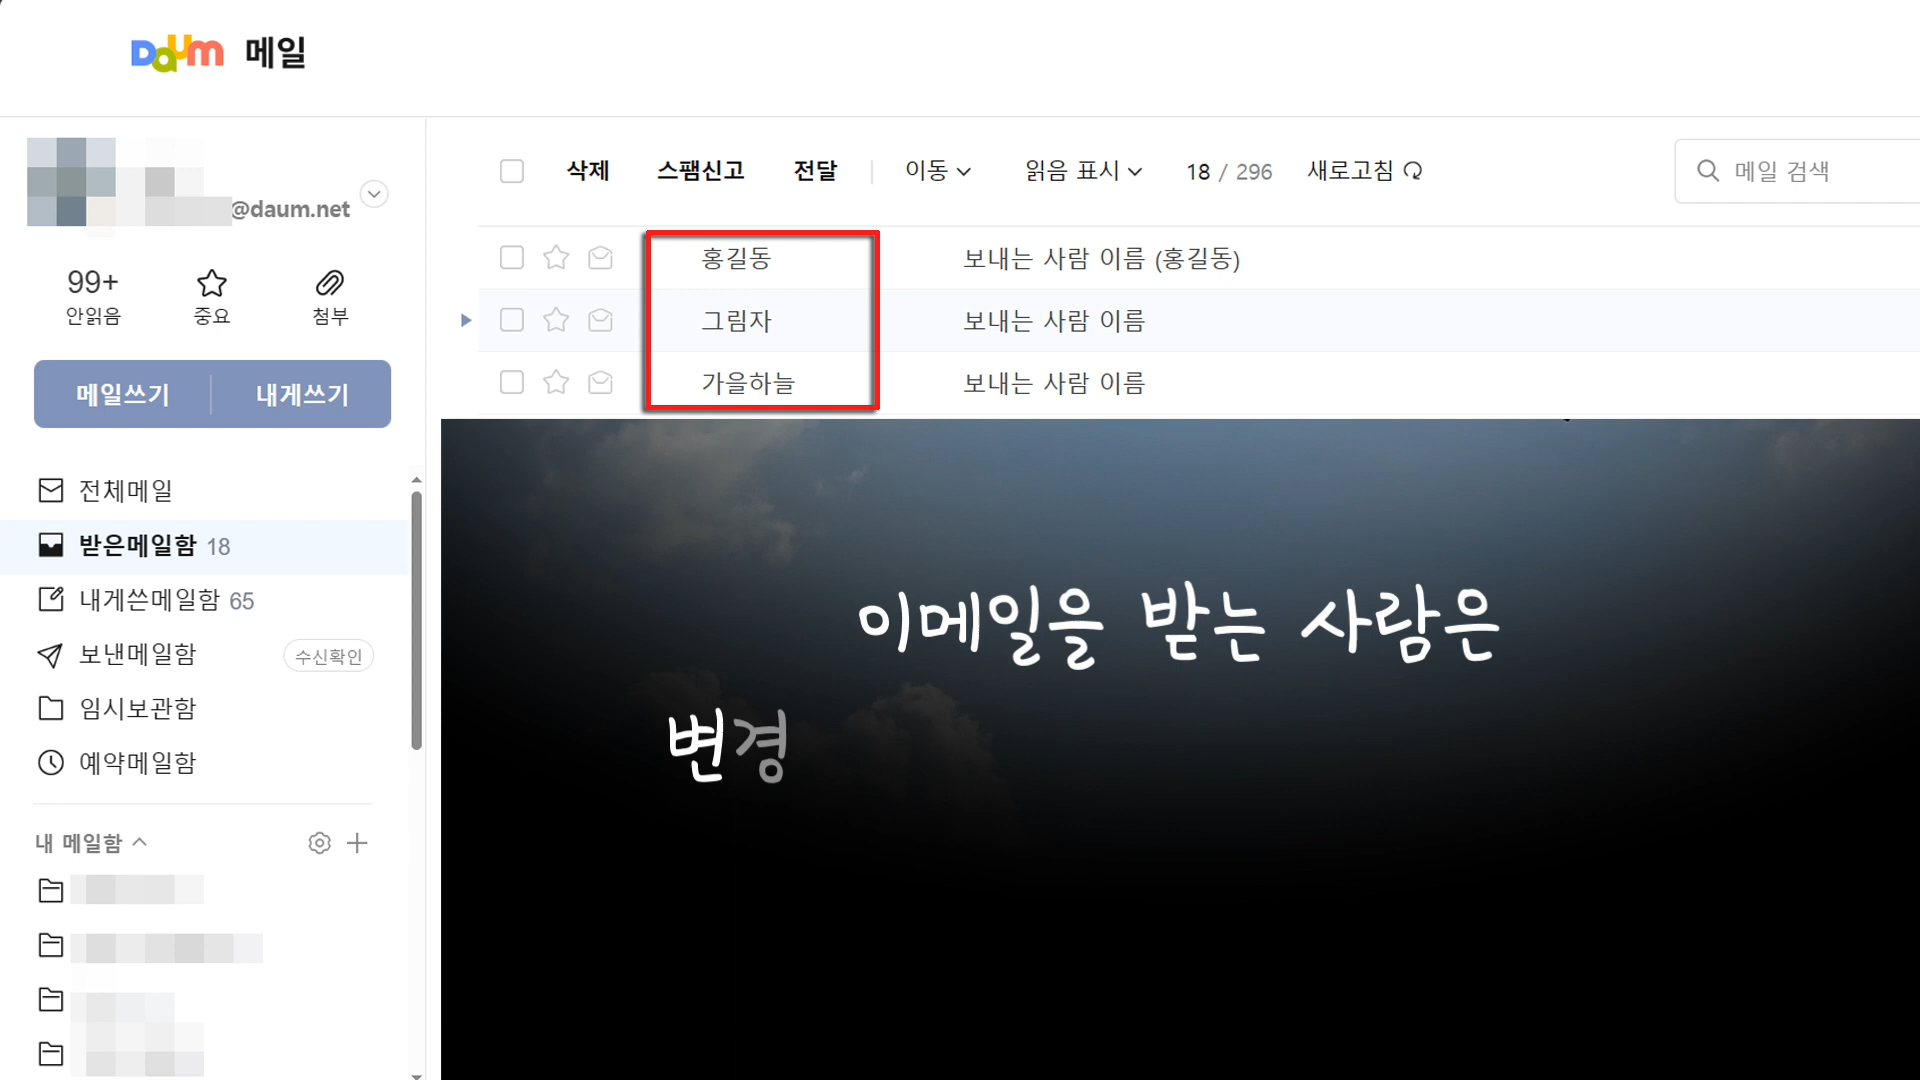 Daum 메일
@daum.net
99+
안읽음
중요
첨부
메일쓰기
내게쓰기
전체메일
받은메일함 18
내게쓴메일함 65
보낸메일함
수신확인
임시보관함
예약메일함
내 메일함
삭제
스팸신고
전달
이동
읽음 표시
18 / 296
새로고침
메일 검색
홍길동
보내는 사람 이름 (홍길동)
그림자
보내는 사람 이름
가을하늘
보내는 사람 이름
이메일을 받는 사람은
변경